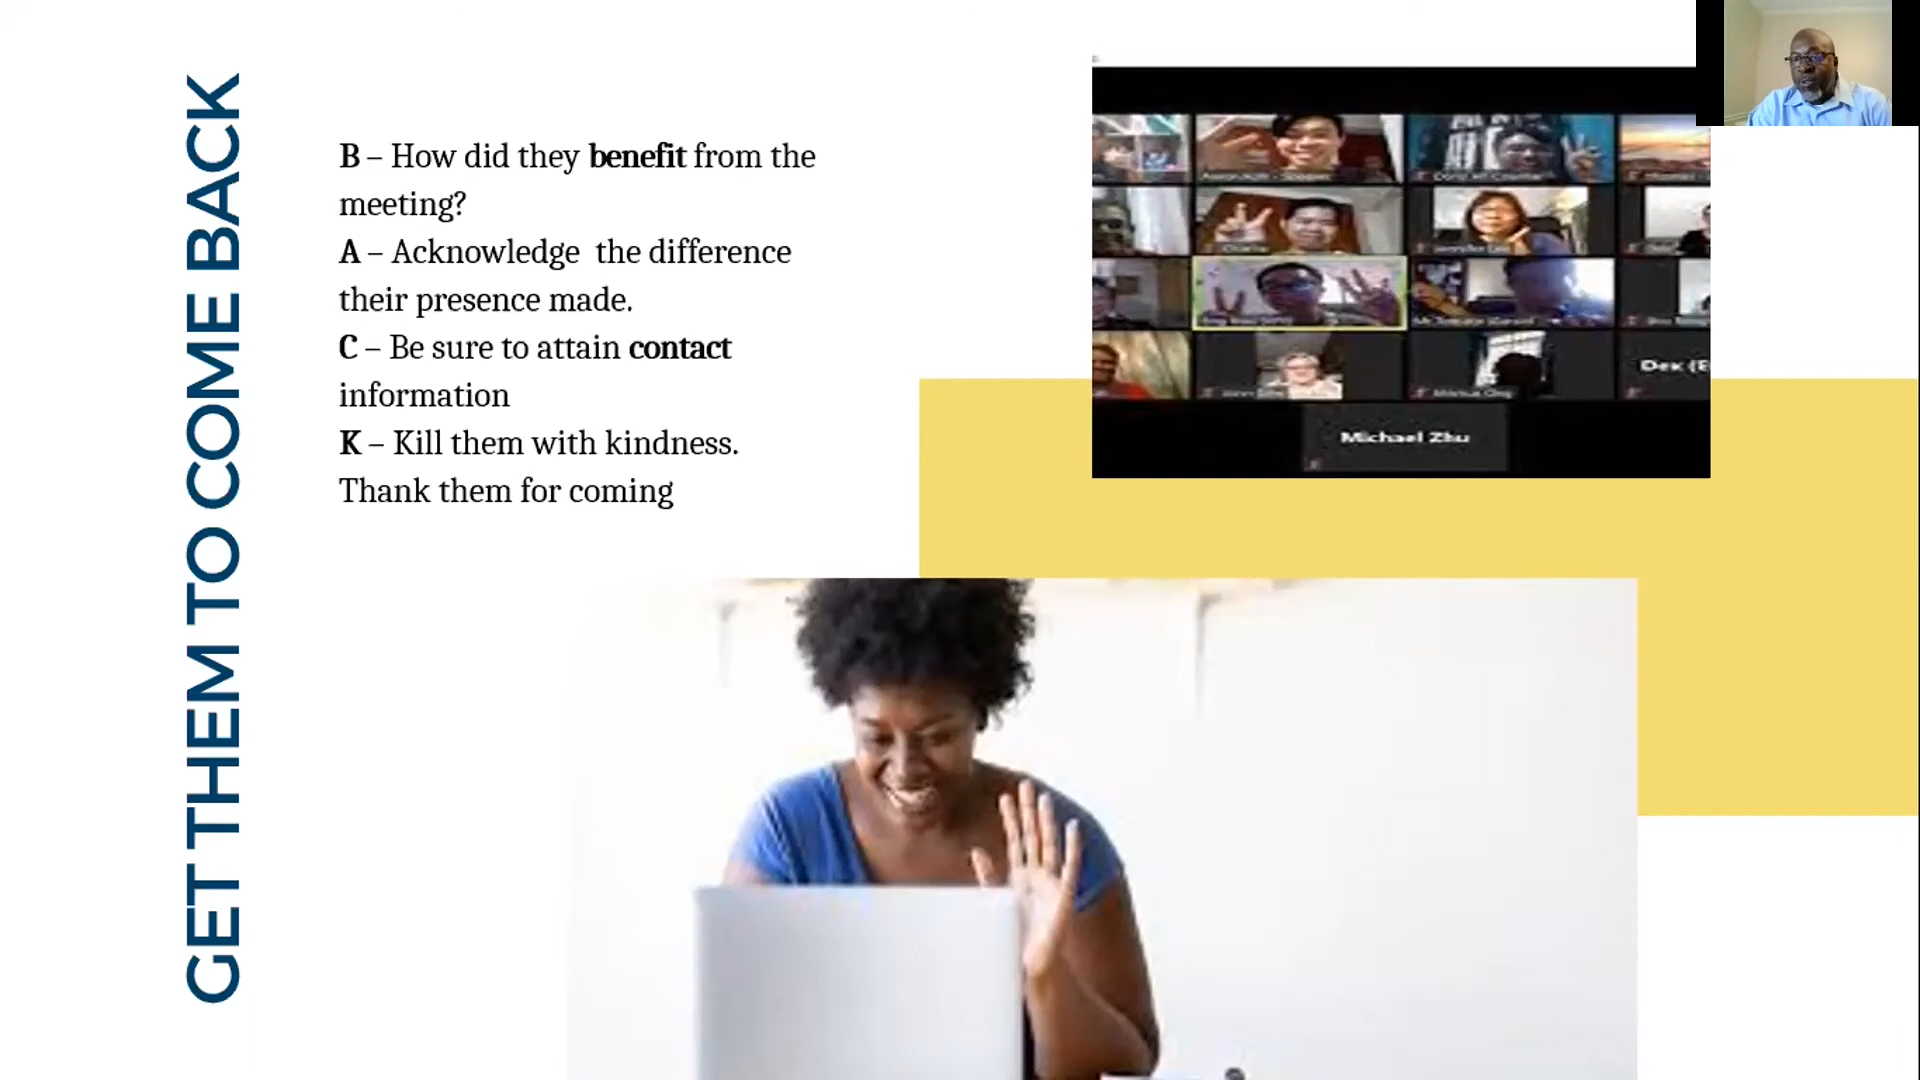 GET THEM TO COME BACK
B – How did they benefit from the
meeting?
A – Acknowledge  the difference
their presence made.
C – Be sure to attain contact
information
K – Kill them with kindness.
Thank them for coming
Dex (E
Michael Zhu